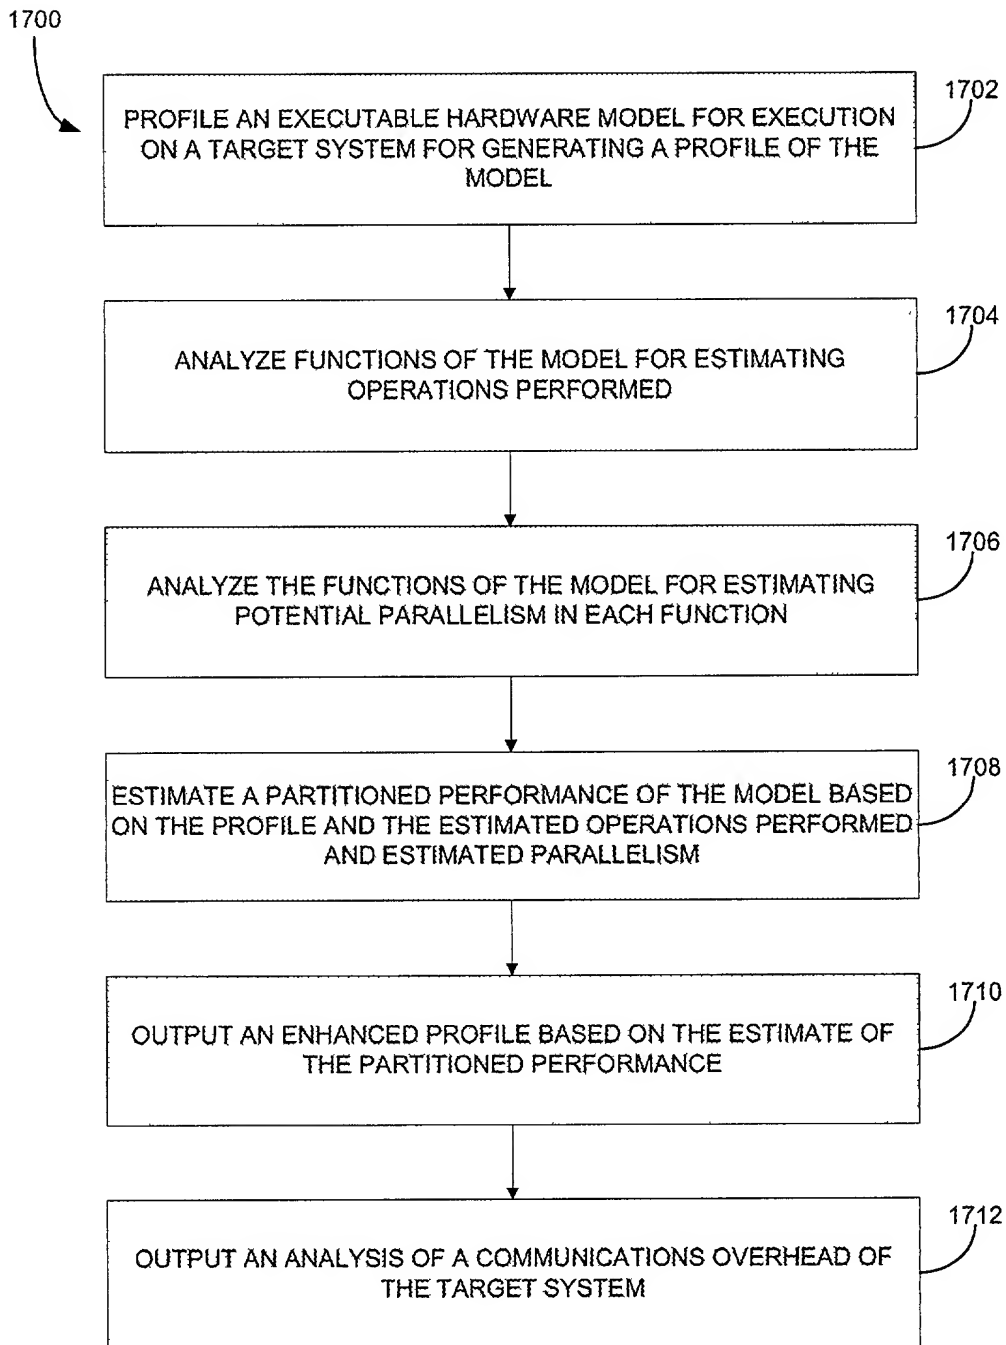 1700
1702
PROFILE AN EXECUTABLE HARDWARE MODEL FOR EXECUTION
ON A TARGET SYSTEM FOR GENERATING A PROFILE OF THE
MODEL
1704
ANALYZE FUNCTIONS OF THE MODEL FOR ESTIMATING
OPERATIONS PERFORMED
1706
ANALYZE THE FUNCTIONS OF THE MODEL FOR ESTIMATING
POTENTIAL PARALLELISM IN EACH FUNCTION
1708
ESTIMATE A PARTITIONED PERFORMANCE OF THE MODEL BASED
ON THE PROFILE AND THE ESTIMATED OPERATIONS PERFORMED
AND ESTIMATED PARALLELISM
1710
OUTPUT AN ENHANCED PROFILE BASED ON THE ESTIMATE OF
THE PARTITIONED PERFORMANCE
1712
OUTPUT AN ANALYSIS OF A COMMUNICATIONS OVERHEAD OF
THE TARGET SYSTEM